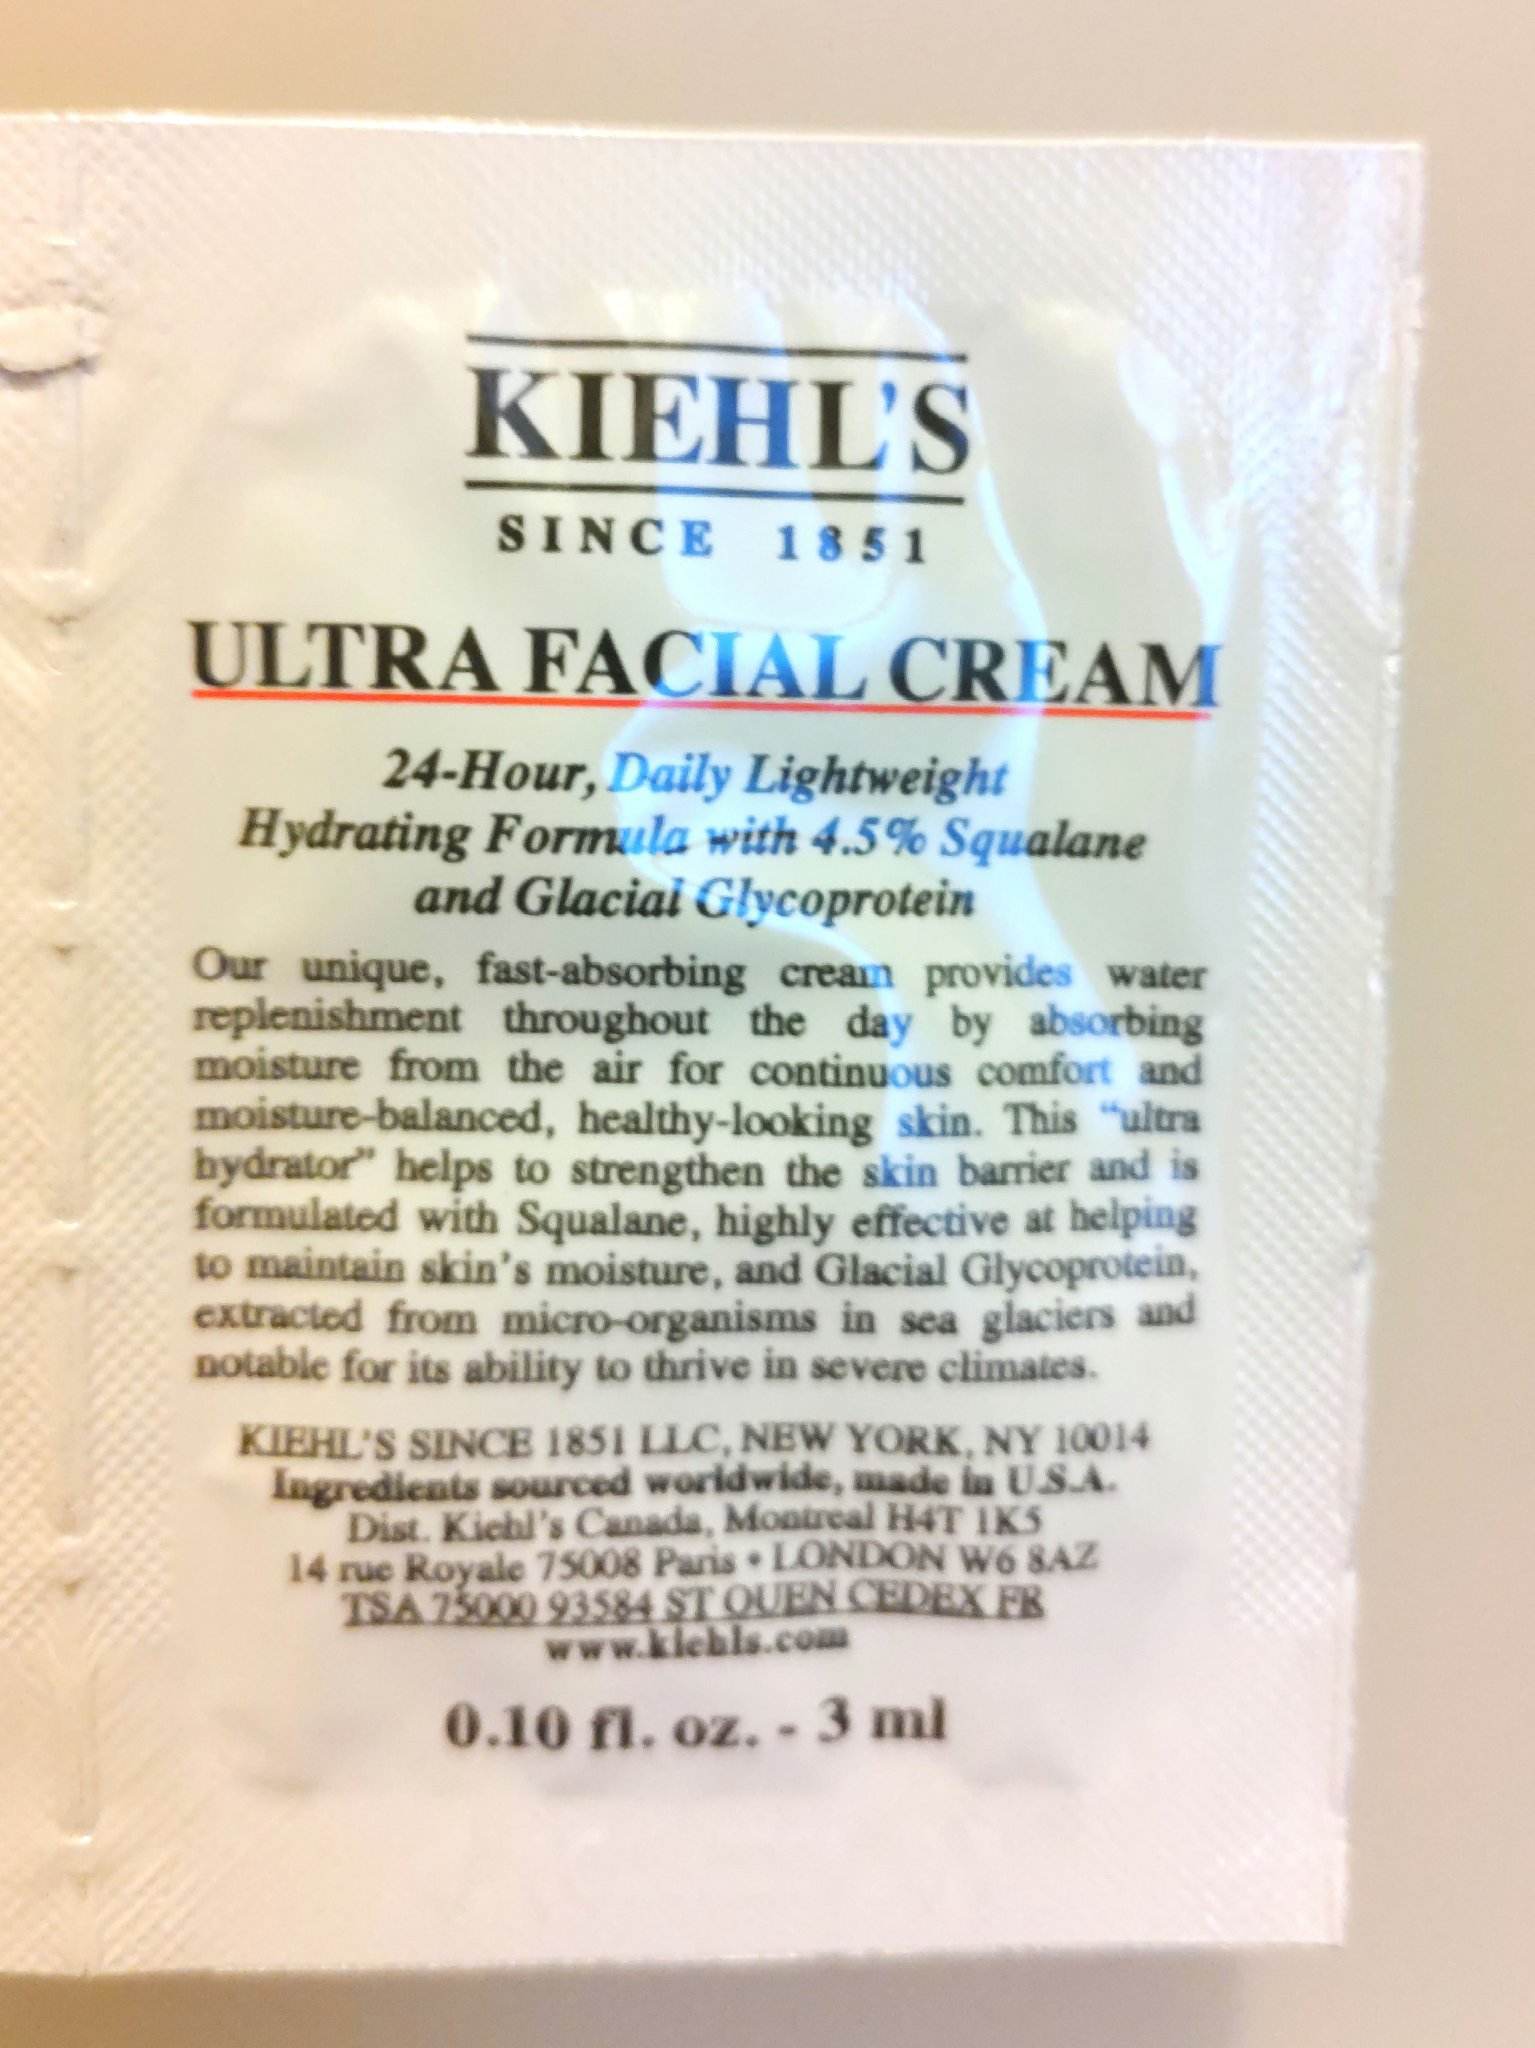 KIEHL'S
SINCE 1851
ULTRA FACIAL CREAM
24-Hour, Daily Lightweight
Hydrating Formula with 4.5% Squalane
and Glacial Glycoprotein
Our unique, fast-absorbing cream provides water
replenishment throughout the day by absorbing
moisture from the air for continuous comfort and
moisture-balanced, healthy-looking skin. This “ultra
hydrator” helps to strengthen the skin barrier and is
formulated with Squalane, highly effective at helping
to maintain skin's moisture, and Glacial Glycoprotein,
extracted from micro-organisms in sea glaciers and
notable for its ability to thrive in severe climates.
KIEHL'S SINCE 1851 LLC, NEW YORK, NY 10014
Ingredients sourced worldwide, made in U.S.A.
Dist. Kiehl's Canada, Montreal H4T 1K5
14 rue Royale 75008 Paris • LONDON W6 8AZ
TSA 75000 93584 ST OUEN CEDEX FR
www.kiehls.com
0.10 fl. oz. - 3 ml